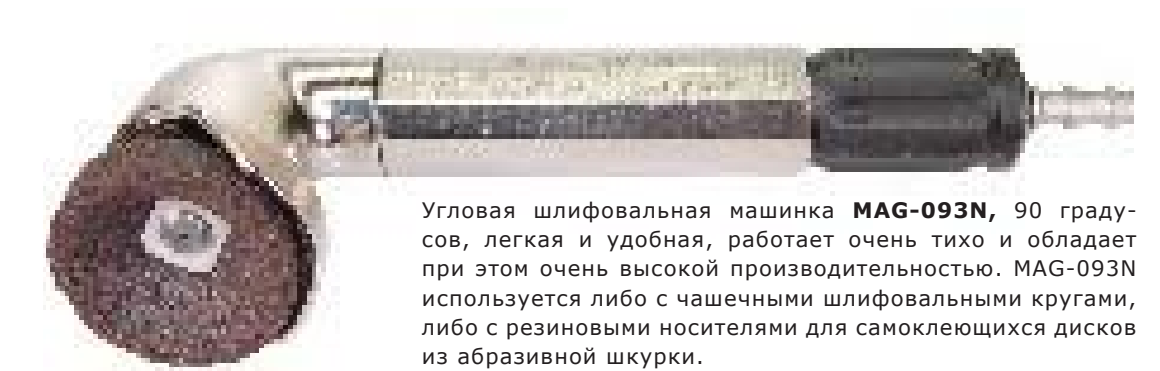 Угловая шлифовальная машинка MAG-093N, 90 граду-
сов, легкая и удобная, работает очень тихо и обладает
при этом очень высокой производительностью. MAG-093N
используется либо с чашечными шлифовальными кругами,
либо с резиновыми носителями для самоклеющихся дисков
из абразивной шкурки.